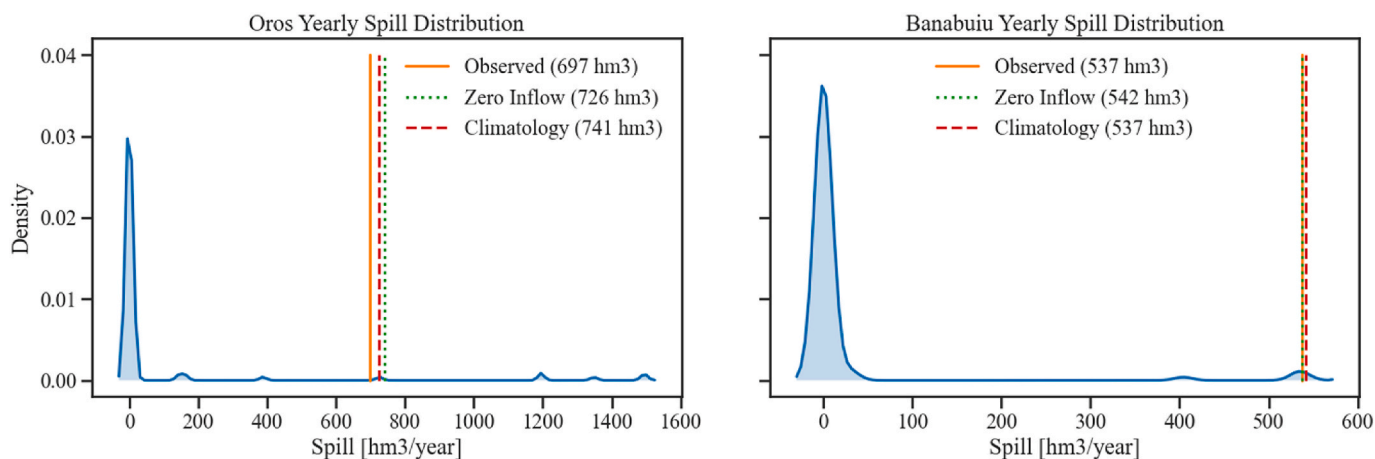 Oros Yearly Spill Distribution
0.04
0.03
0.02
0.01
0.00
Density
Observed (697 hm3)
Zero Inflow (726 hm3)
Climatology (741 hm3)
0 200 400 600 800 1000 1200 1400 1600
Spill [hm3/year]
Banabuiu Yearly Spill Distribution
Observed (537 hm3)
Zero Inflow (542 hm3)
Climatology (537 hm3)
0 100 200 300 400 500 600
Spill [hm3/year]